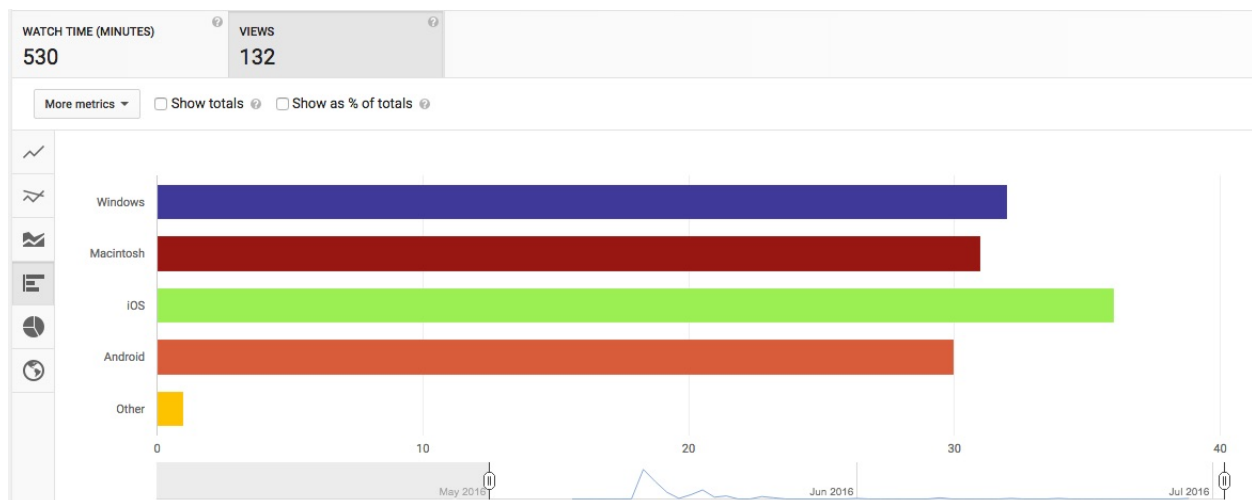 WATCH TIME (MINUTES) ?
530
VIEWS ?
132
More metrics Show totals ? Show as % of totals ?
Windows
Macintosh
iOS
Android
Other
0 10 20 30 40
May 2016 Jun 2016 Jul 2016